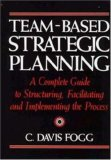 TEAM-BASED
STRATEGIC
PLANNING
A Complete Guide
to Structuring, Facilitating
and Implementing the Process
C. DAVIS FOGG